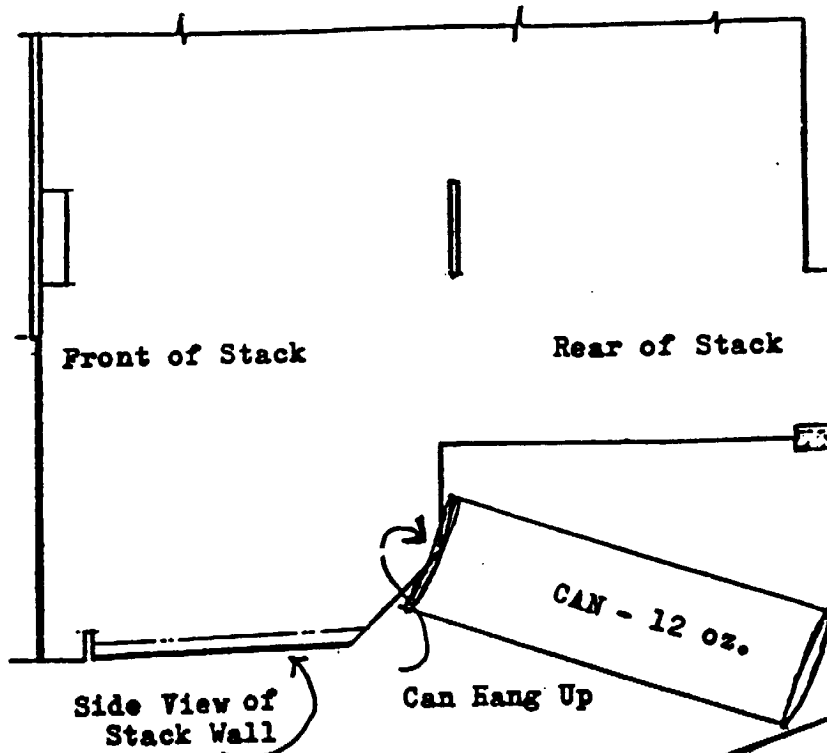 Front of Stack
Rear of Stack
CAN - 12 oz.
Can Hang Up
Side View of
Stack Wall